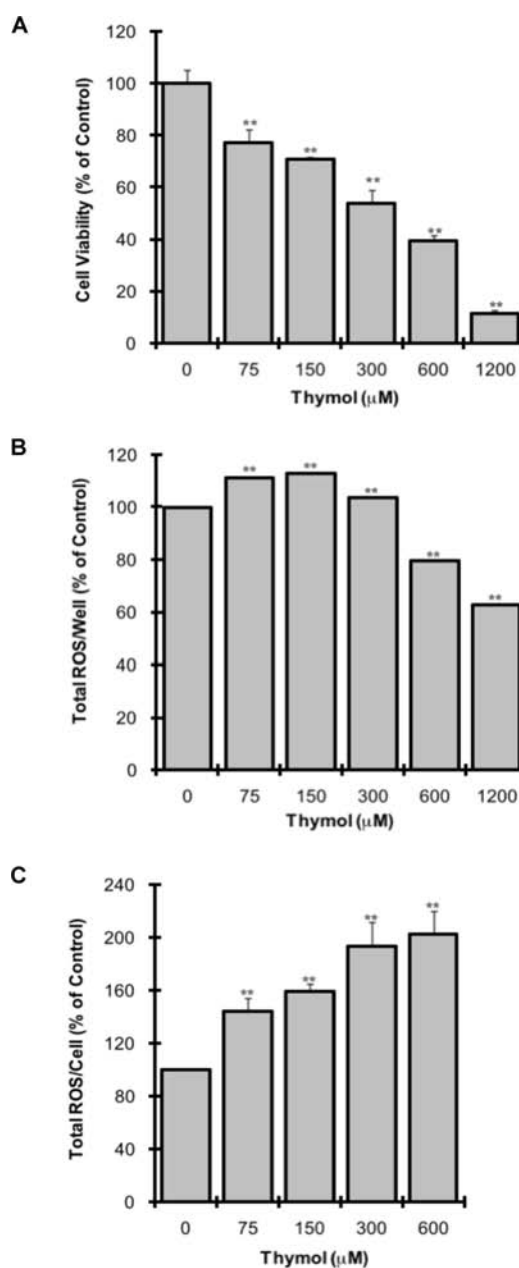 A
Cell Viability (% of Control)
120
100
80
60
40
20
0
**
**
**
**
**
0 75 150 300 600 1200
Thymol (µM)
B
Total ROS/Well (% of Control)
120
100
80
60
40
20
0
**
**
**
**
**
0 75 150 300 600 1200
Thymol (µM)
C
Total ROS/Cell (% of Control)
240
200
160
120
80
40
0
**
**
**
**
0 75 150 300 600
Thymol (µM)